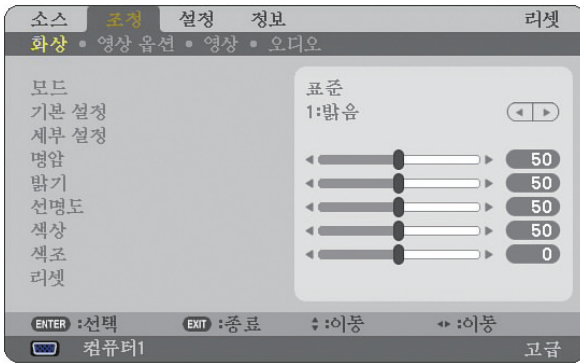 소스 조정 설정 정보 리셋
화상 • 영상 옵션 • 영상 • 오디오
모드 표준
기본 설정 1:밝음
세부 설정
명암 50
밝기 50
선명도 50
색상 50
색조 0
리셋
ENTER :선택 EXIT :종료 :이동 :이동
컴퓨터1 고급